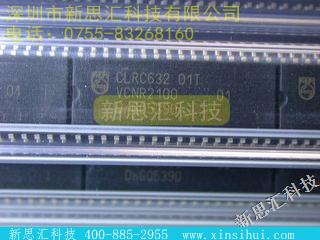 深圳市新思汇科技有限公司
电话：0755-83268160
CLRC632 01T
01
VCNR2100 01
新思汇科技
新思汇科技
新思汇科技 400-885-2955 www.xinsihui.com